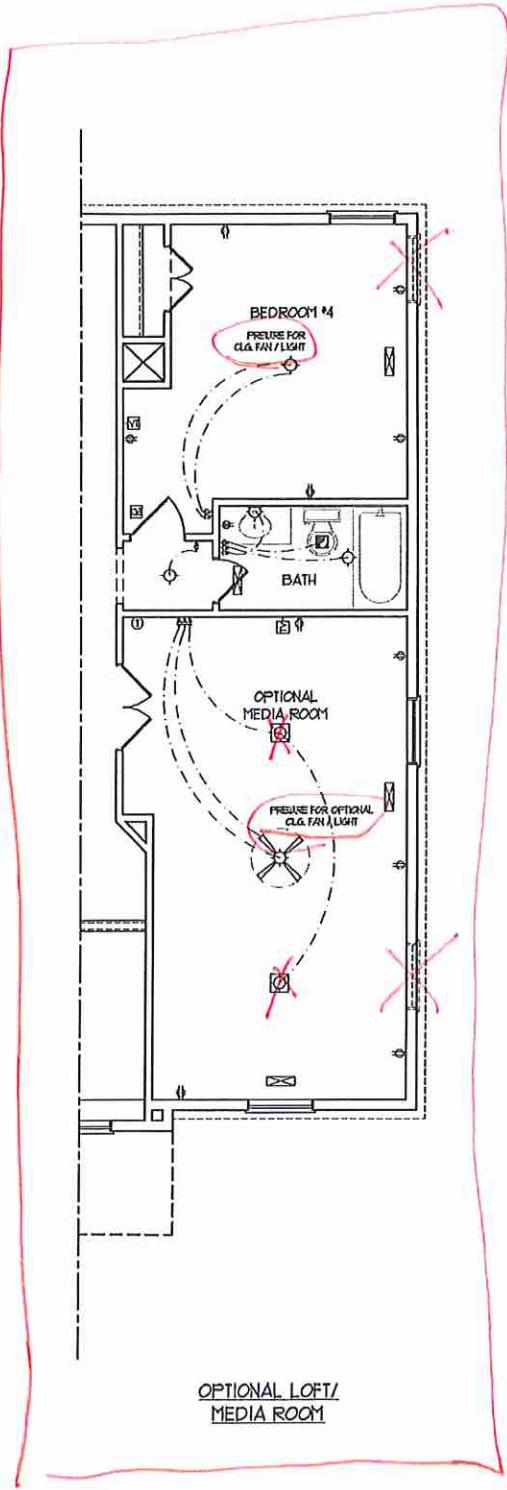 BEDROOM #4
PREWIRE FOR
CLG. FAN / LIGHT
BATH
OPTIONAL
MEDIA ROOM
PREWIRE FOR OPTIONAL
CLG. FAN / LIGHT
OPTIONAL LOFT/
MEDIA ROOM